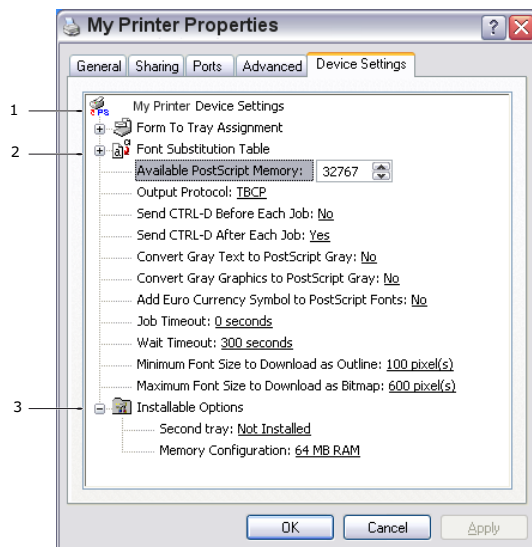 My Printer Properties
General Sharing Ports Advanced Device Settings
1 PS My Printer Device Settings
Form To Tray Assignment
2 Font Substitution Table
Available PostScript Memory: 32767
Output Protocol: TBCP
Send CTRL-D Before Each Job: No
Send CTRL-D After Each Job: Yes
Convert Gray Text to PostScript Gray: No
Convert Gray Graphics to PostScript Gray: No
Add Euro Currency Symbol to PostScript Fonts: No
Job Timeout: 0 seconds
Wait Timeout: 300 seconds
Minimum Font Size to Download as Outline: 100 pixel(s)
Maximum Font Size to Download as Bitmap: 600 pixel(s)
3 Installable Options
Second tray: Not Installed
Memory Configuration: 64 MB RAM
OK Cancel Apply